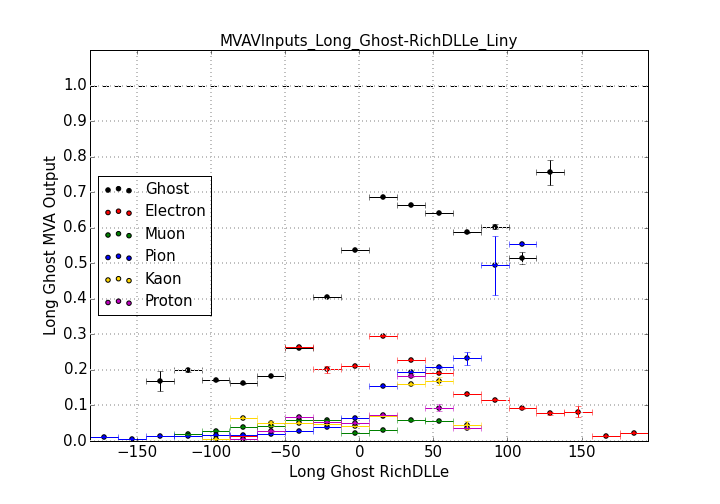 MVAVInputs_Long_Ghost-RichDLLe_Liny
Long Ghost MVA Output
1.0
0.9
0.8
0.7
0.6
0.5
0.4
0.3
0.2
0.1
0.0
Ghost
Electron
Muon
Pion
Kaon
Proton
−150 −100 −50 0 50 100 150
Long Ghost RichDLLe